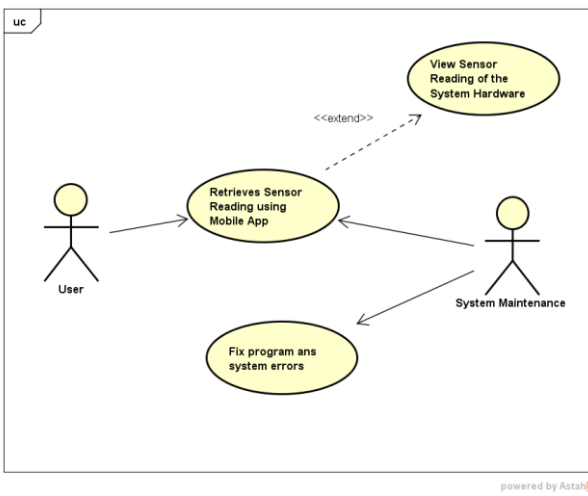 uc
View Sensor
Reading of the
System Hardware
<<extend>>
Retrieves Sensor
Reading using
Mobile App
User
System Maintenance
Fix program ans
system errors
powered by Astah